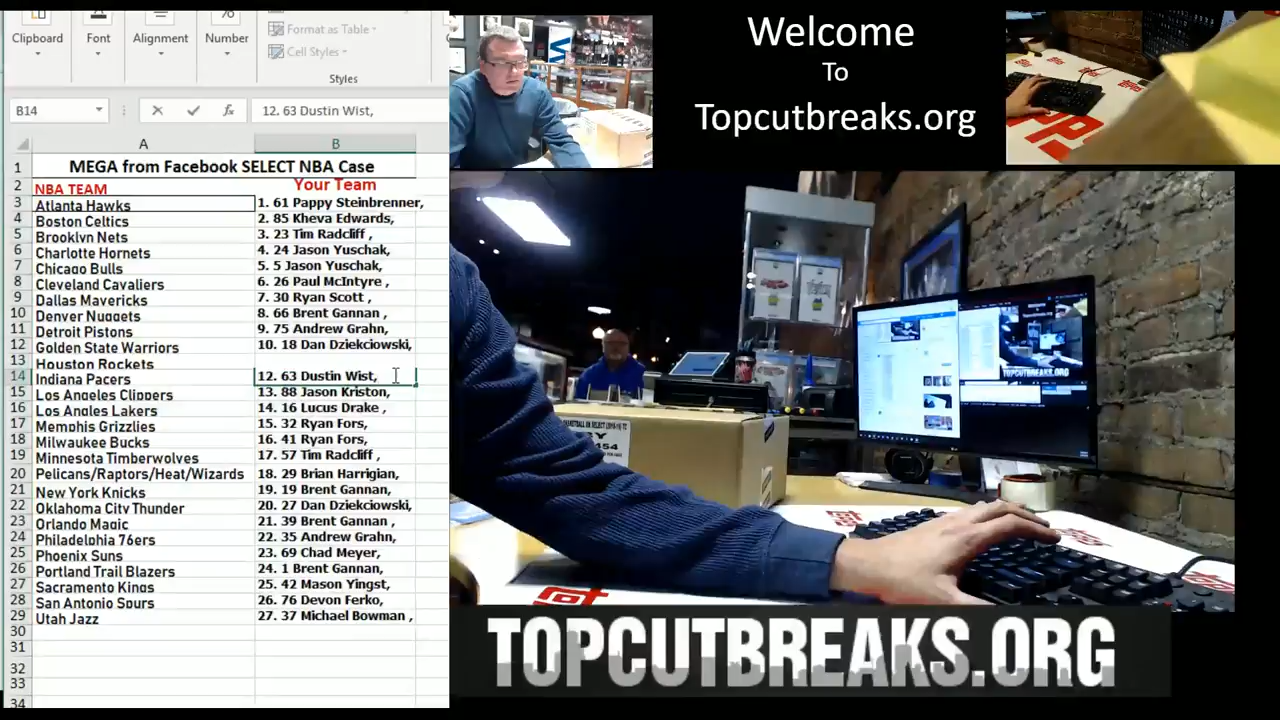 Clipboard
Font
Alignment
%
Number
Format as Table
Cell Styles
Styles
B14
fx
12. 63 Dustin Wist,
A
B
1
MEGA from Facebook SELECT NBA Case
2
NBA TEAM
Your Team
3
Atlanta Hawks
1. 61 Pappy Steinbrenner,
4
Boston Celtics
2. 85 Kheva Edwards,
5
Brooklyn Nets
3. 23 Tim Radcliff ,
6
Charlotte Hornets
4. 24 Jason Yuschak,
7
Chicago Bulls
5. 5 Jason Yuschak,
8
Cleveland Cavaliers
6. 26 Paul McIntyre ,
9
Dallas Mavericks
7. 30 Ryan Scott ,
10
Denver Nuggets
8. 66 Brent Gannan ,
11
Detroit Pistons
9. 75 Andrew Grahn,
12
Golden State Warriors
10. 18 Dan Dziekciowski,
13
Houston Rockets
14
Indiana Pacers
12. 63 Dustin Wist,
15
Los Angeles Clippers
13. 88 Jason Kriston,
16
Los Angles Lakers
14. 16 Lucus Drake ,
17
Memphis Grizzlies
15. 32 Ryan Fors,
18
Milwaukee Bucks
16. 41 Ryan Fors,
19
Minnesota Timberwolves
17. 57 Tim Radcliff ,
20
Pelicans/Raptors/Heat/Wizards
18. 29 Brian Harrigian,
21
New York Knicks
19. 19 Brent Gannan,
22
Oklahoma City Thunder
20. 27 Dan Dziekciowski,
23
Orlando Magic
21. 39 Brent Gannan ,
24
Philadelphia 76ers
22. 35 Andrew Grahn,
25
Phoenix Suns
23. 69 Chad Meyer,
26
Portland Trail Blazers
24. 1 Brent Gannan,
27
Sacramento Kings
25. 42 Mason Yingst,
28
San Antonio Spurs
26. 76 Devon Ferko,
29
Utah Jazz
27. 37 Michael Bowman ,
30
31
32
33
34
Welcome
To
Topcutbreaks.org
TOPCUTBREAKS.ORG
TOPCUTBREAKS.ORG